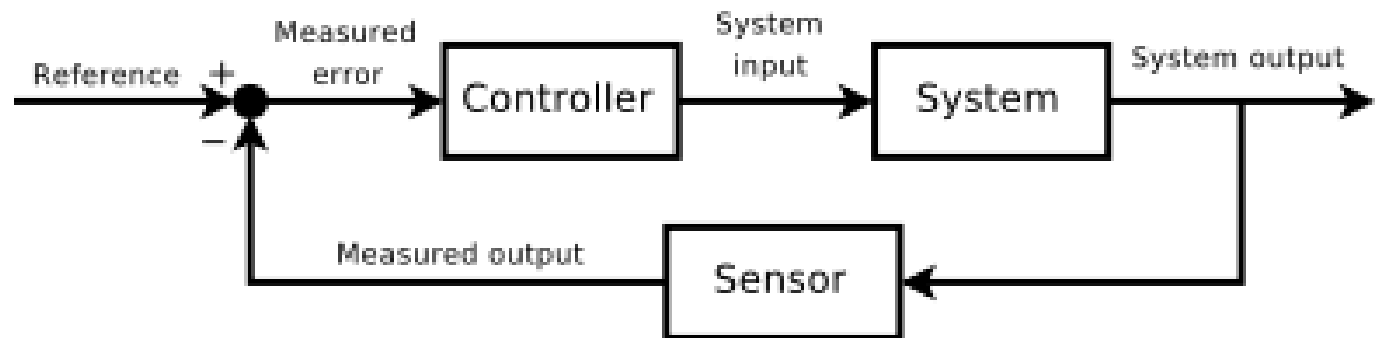 Reference
+
−
Measured
error
Controller
System
input
System
System output
Measured output
Sensor